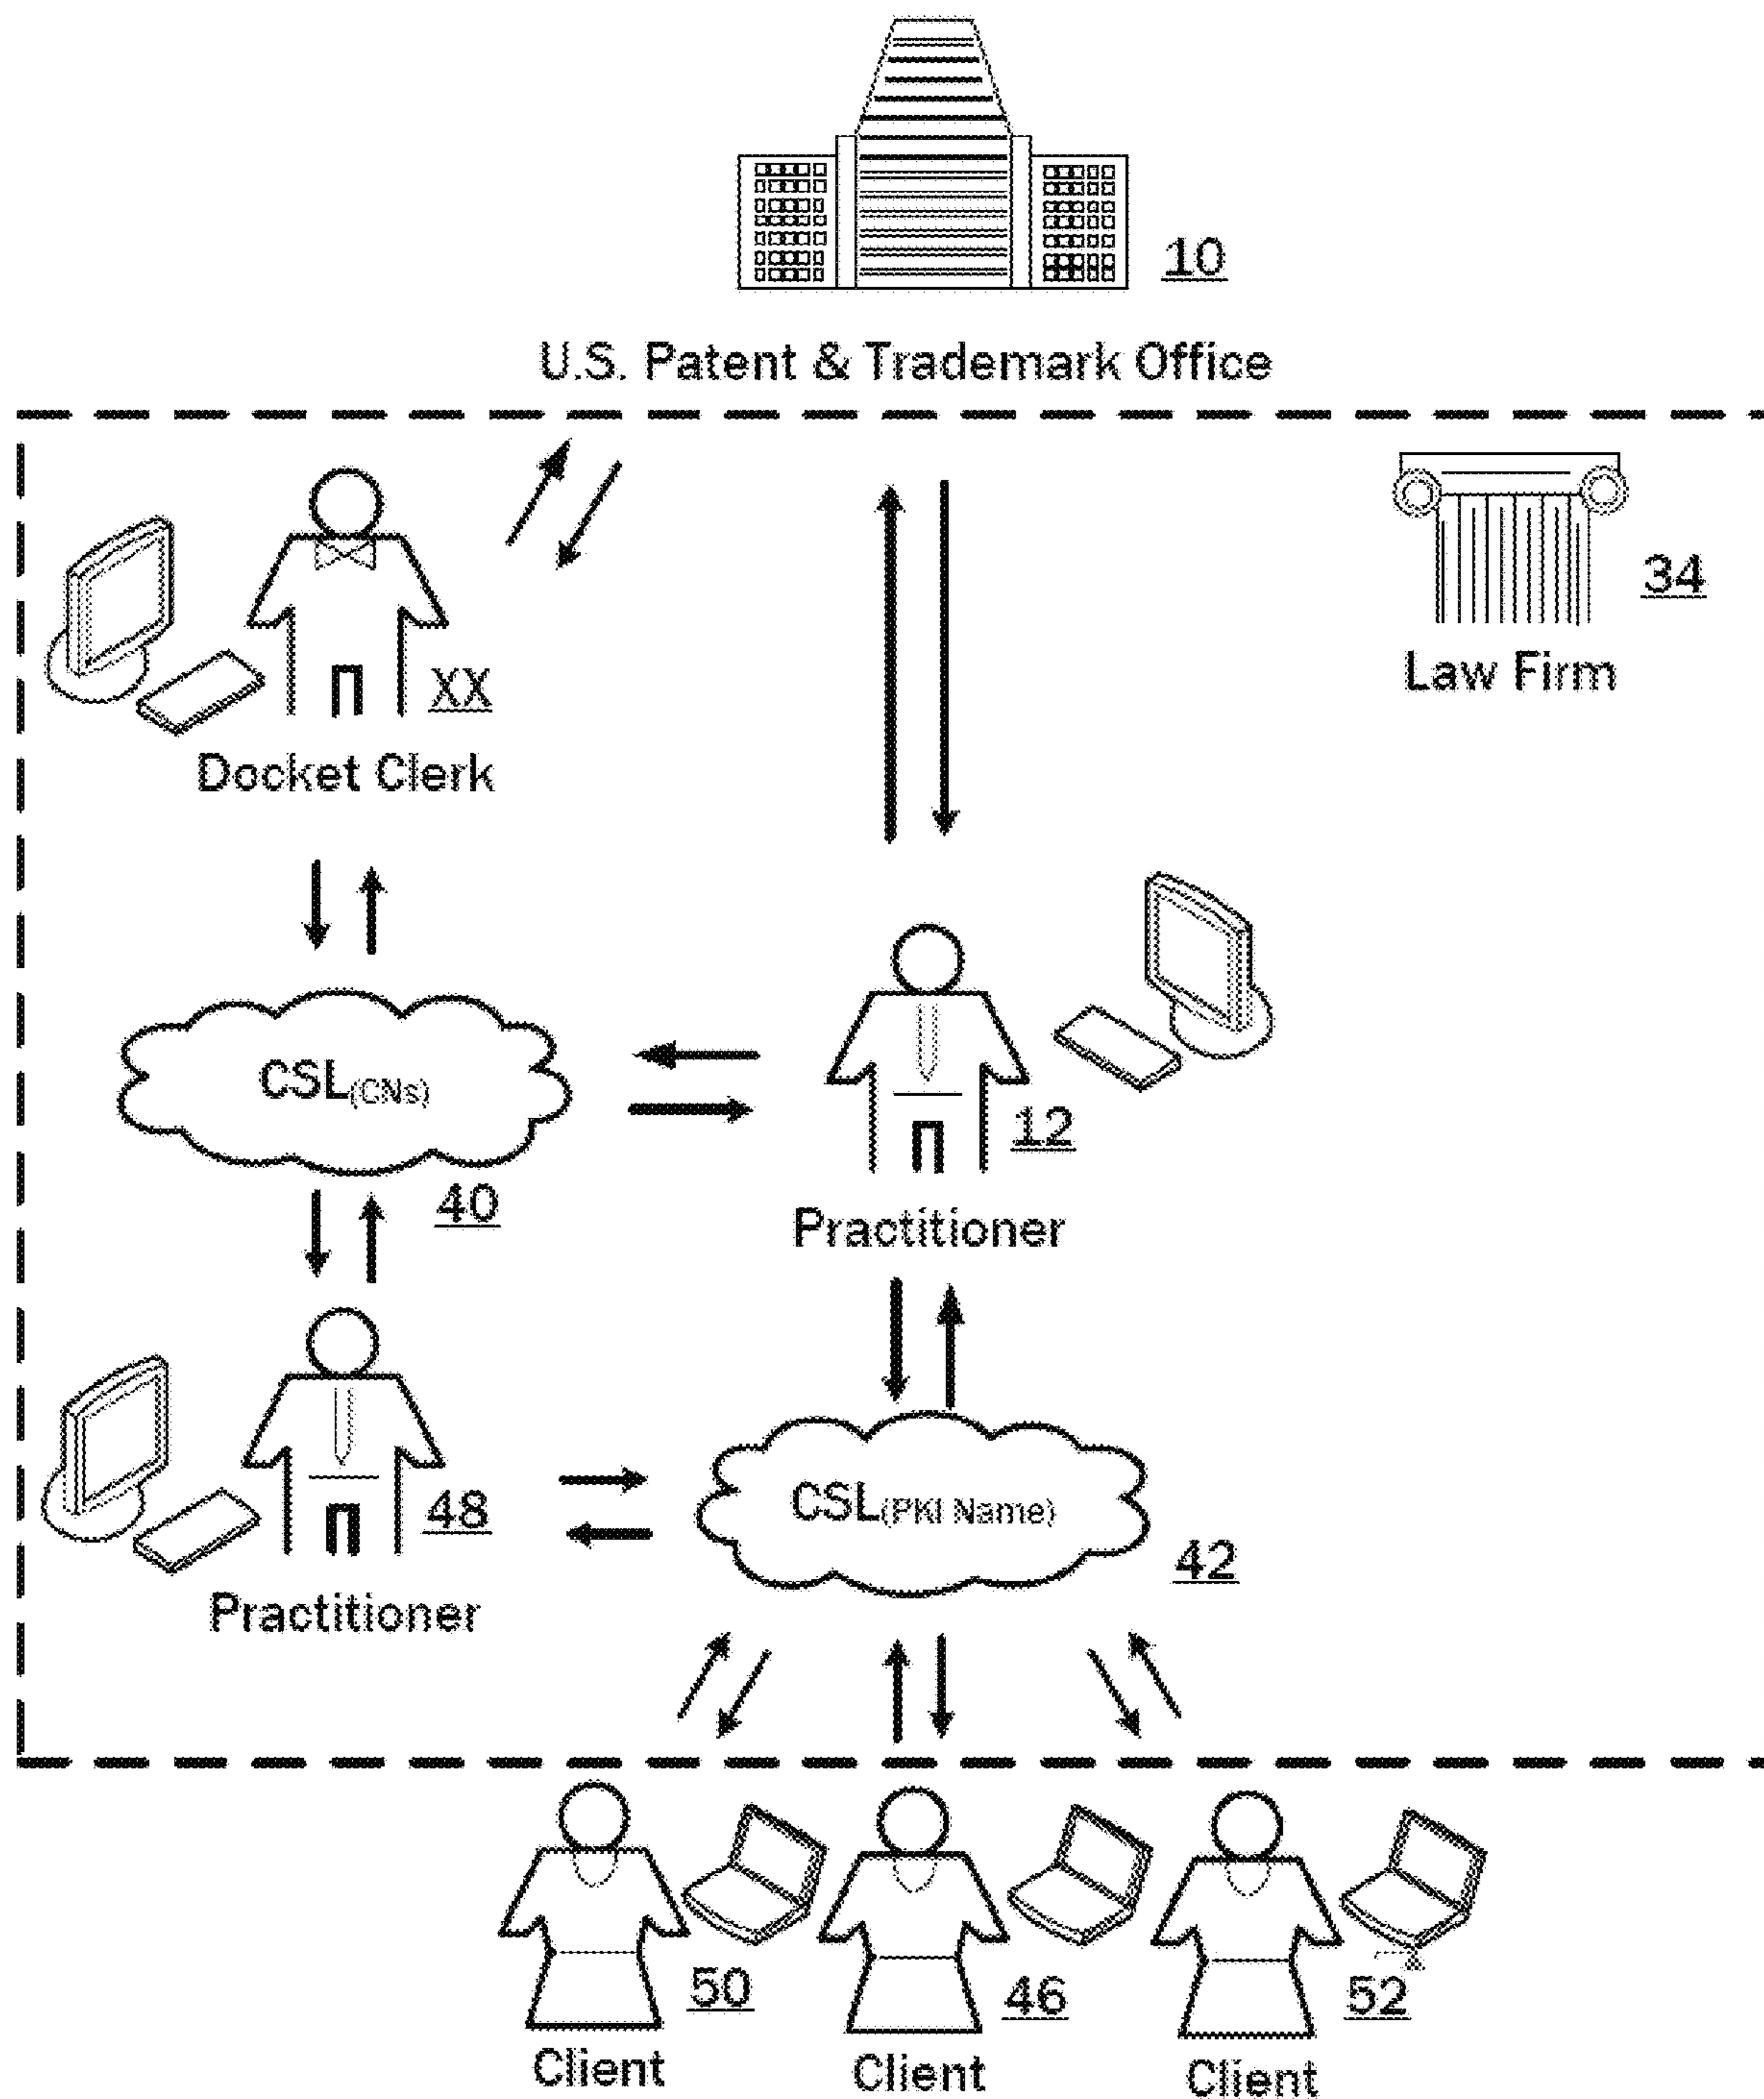 10
U.S. Patent & Trademark Office
34
Law Firm
XX
Docket Clerk
CSL(CNs)
12
40
Practitioner
CSL(PKI Name)
48
42
Practitioner
50
46
52
Client
Client
Client